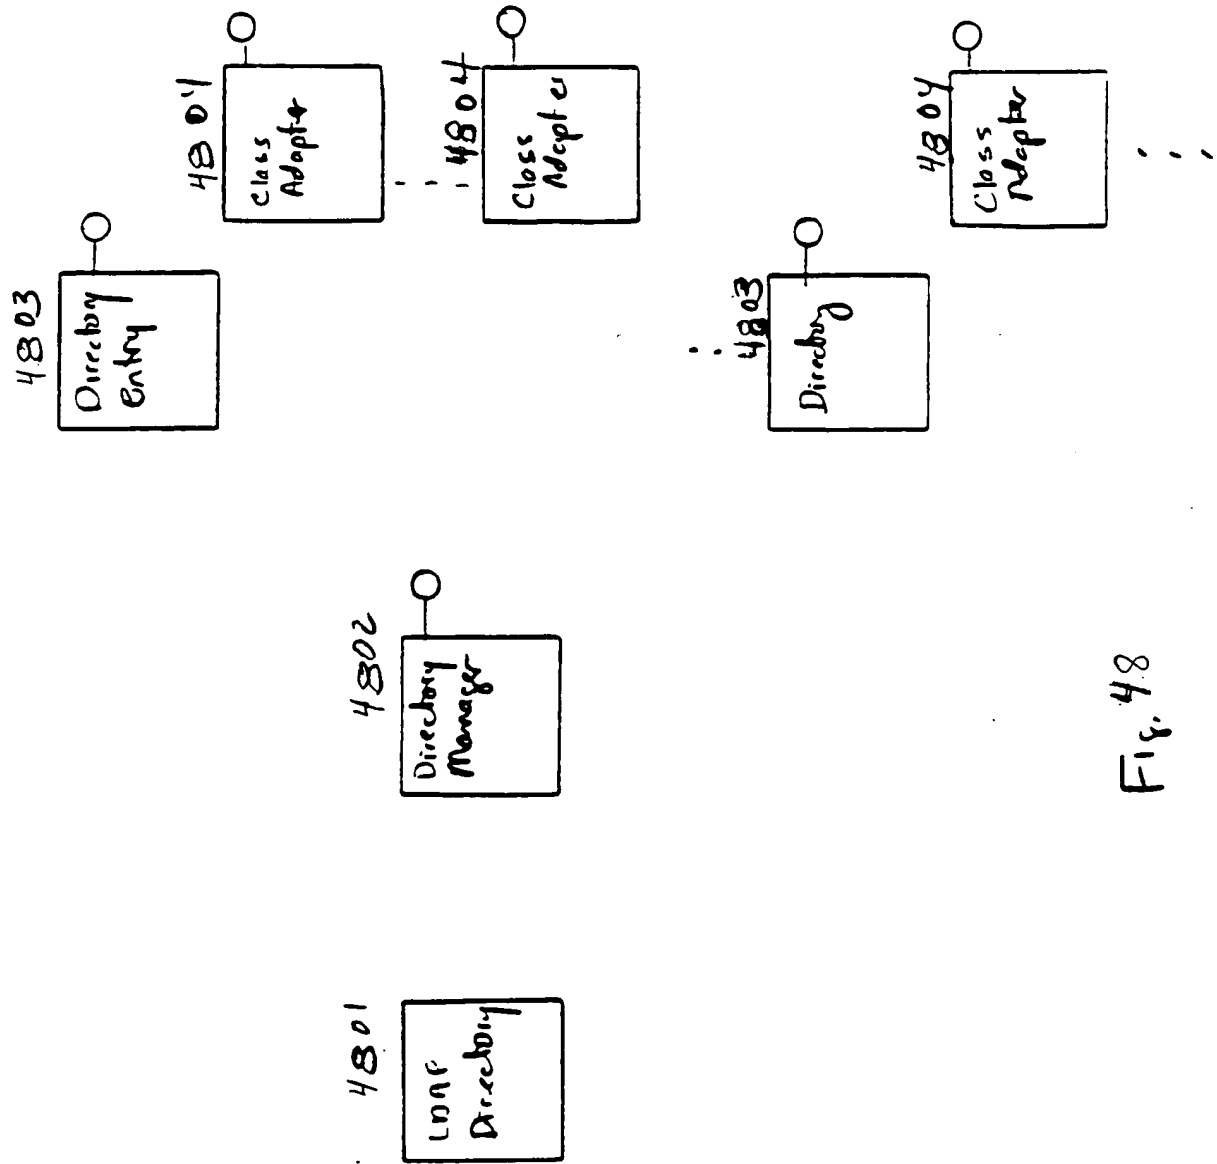 4803
Directory
Entry
4804
Class
Adapter
4801
LDAP
Directory
4802
Directory
Manager
4804
Class
Adapter
4803
Directory
4804
Class
Adapter
Fig. 48